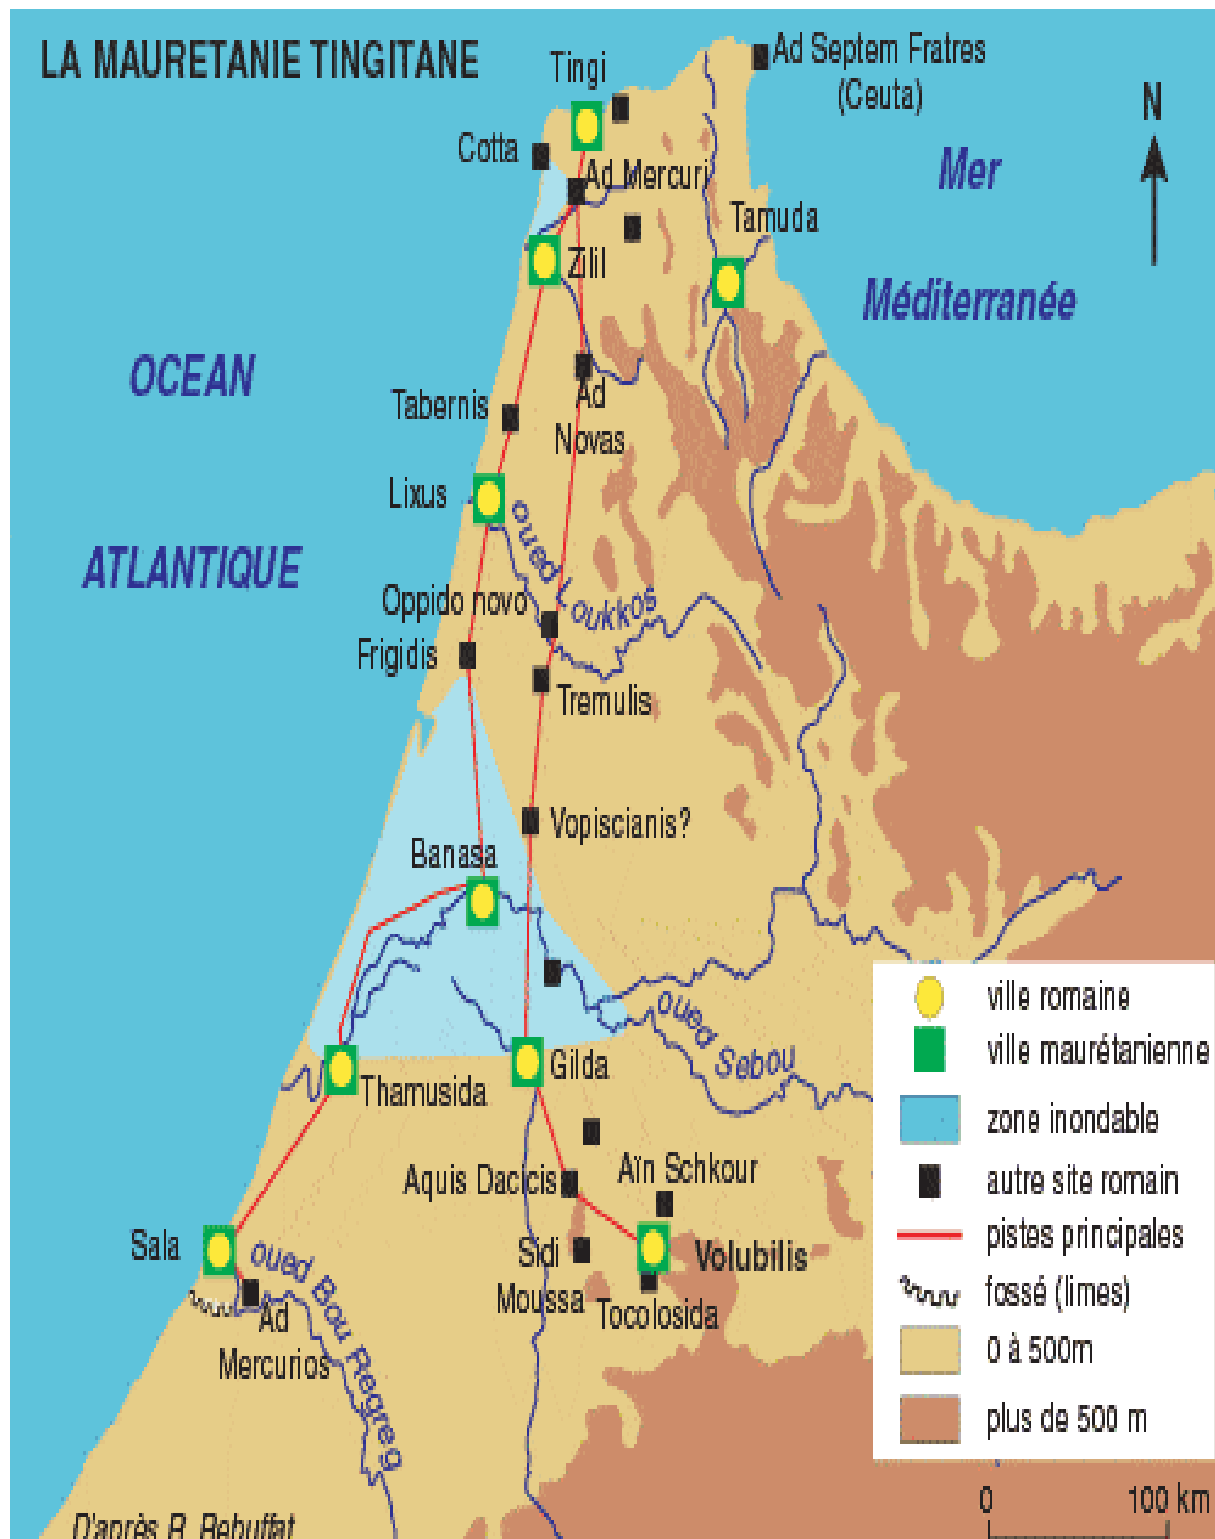 LA MAURETANIE TINGITANE
Tingi
Ad Septem Fratres
(Ceuta)
N
Cotta
Ad Mercuri
Mer
Tamuda
Zilil
Méditerranée
OCEAN
Tabernis
Ad
Novas
Lixus
oued Loukkos
ATLANTIQUE
Oppido novo
Frigidis
Tremulis
Vopiscianis?
Banasa
oued Sebou
Gilda
Thamusida
Aïn Schkour
Aquis Dacicis
Sala
oued Bou Regreg
Sidi
Moussa
Volubilis
Tocolosida
Ad
Mercurios
ville romaine
ville maurétanienne
zone inondable
autre site romain
pistes principales
fossé (limes)
0 à 500m
plus de 500 m
0 100 km
D'après R. Rebuffat